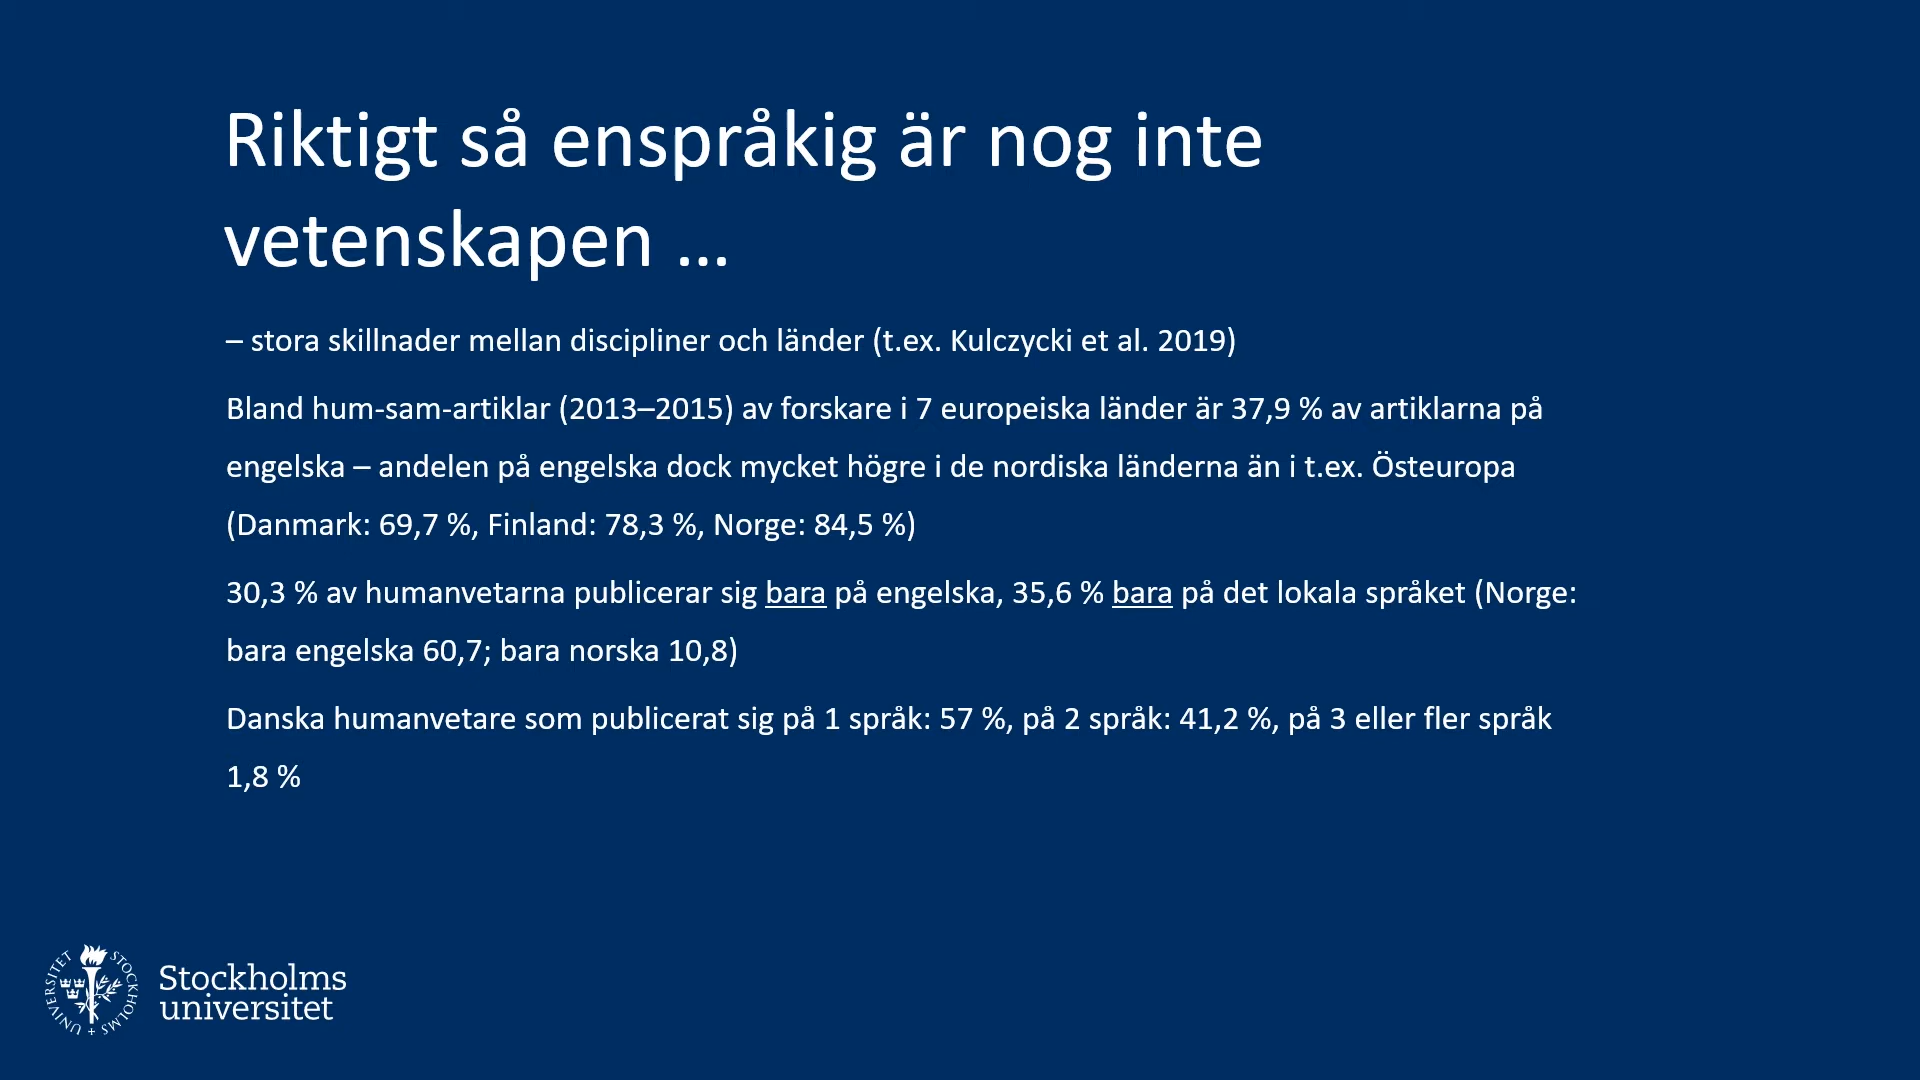 Riktigt så enspråkig är nog inte
vetenskapen …
– stora skillnader mellan discipliner och länder (t.ex. Kulczycki et al. 2019)
Bland hum-sam-artiklar (2013–2015) av forskare i 7 europeiska länder är 37,9 % av artiklarna på
engelska – andelen på engelska dock mycket högre i de nordiska länderna än i t.ex. Östeuropa
(Danmark: 69,7 %, Finland: 78,3 %, Norge: 84,5 %)
30,3 % av humanvetarna publicerar sig bara på engelska, 35,6 % bara på det lokala språket (Norge:
bara engelska 60,7; bara norska 10,8)
Danska humanvetare som publicerat sig på 1 språk: 57 %, på 2 språk: 41,2 %, på 3 eller fler språk
1,8 %
STOCKHOLMS + UNIVERSITET
Stockholms
universitet